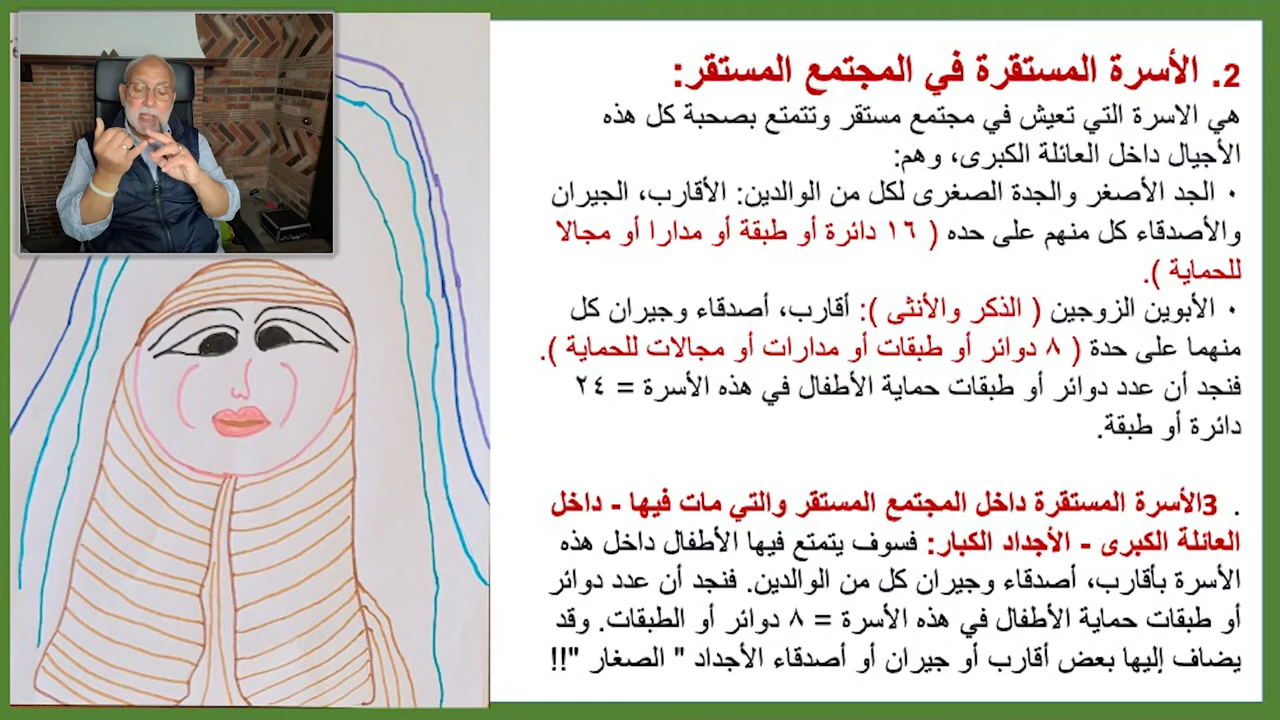 2. الأسرة المستقرة في المجتمع المستقر:
هي الاسرة التي تعيش في مجتمع مستقر وتتمتع بصحبة كل هذه
الأجيال داخل العائلة الكبرى، وهم:
• الجد الأصغر والجدة الصغرى لكل من الوالدين: الأقارب، الجيران
والأصدقاء كل منهم على حده ( ١٦ دائرة أو طبقة أو مدارا أو مجالا
للحماية ).
• الأبوين الزوجين ( الذكر والأنثى ): أقارب، أصدقاء وجيران كل
منهما على حدة ( ٨ دوائر أو طبقات أو مدارات أو مجالات للحماية ).
فنجد أن عدد دوائر أو طبقات حماية الأطفال في هذه الأسرة = ٢٤
دائرة أو طبقة.
. 3الأسرة المستقرة داخل المجتمع المستقر والتي مات فيها - داخل
العائلة الكبرى - الأجداد الكبار: فسوف يتمتع فيها الأطفال داخل هذه
الأسرة بأقارب، أصدقاء وجيران كل من الوالدين. فنجد أن عدد دوائر
أو طبقات حماية الأطفال في هذه الأسرة = ٨ دوائر أو الطبقات. وقد
يضاف إليها بعض أقارب أو جيران أو أصدقاء الأجداد " الصغار "!!